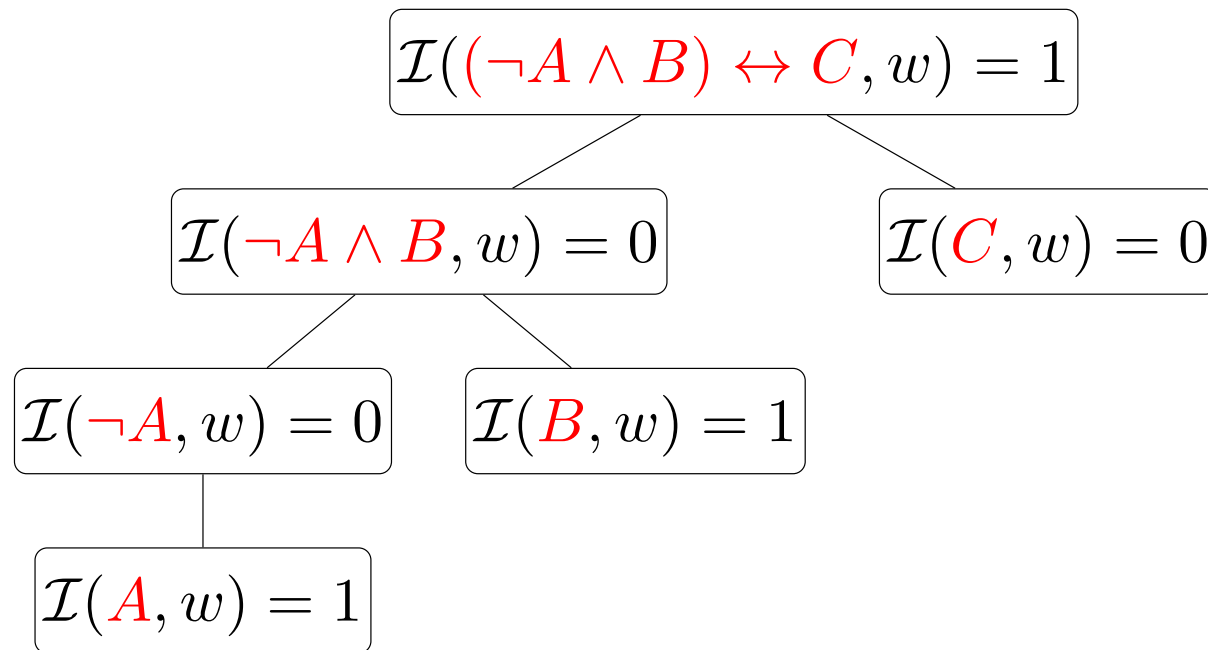 ℐ((¬A ∧ B) ↔ C, w) = 1
ℐ(¬A ∧ B, w) = 0
ℐ(C, w) = 0
ℐ(¬A, w) = 0
ℐ(B, w) = 1
ℐ(A, w) = 1